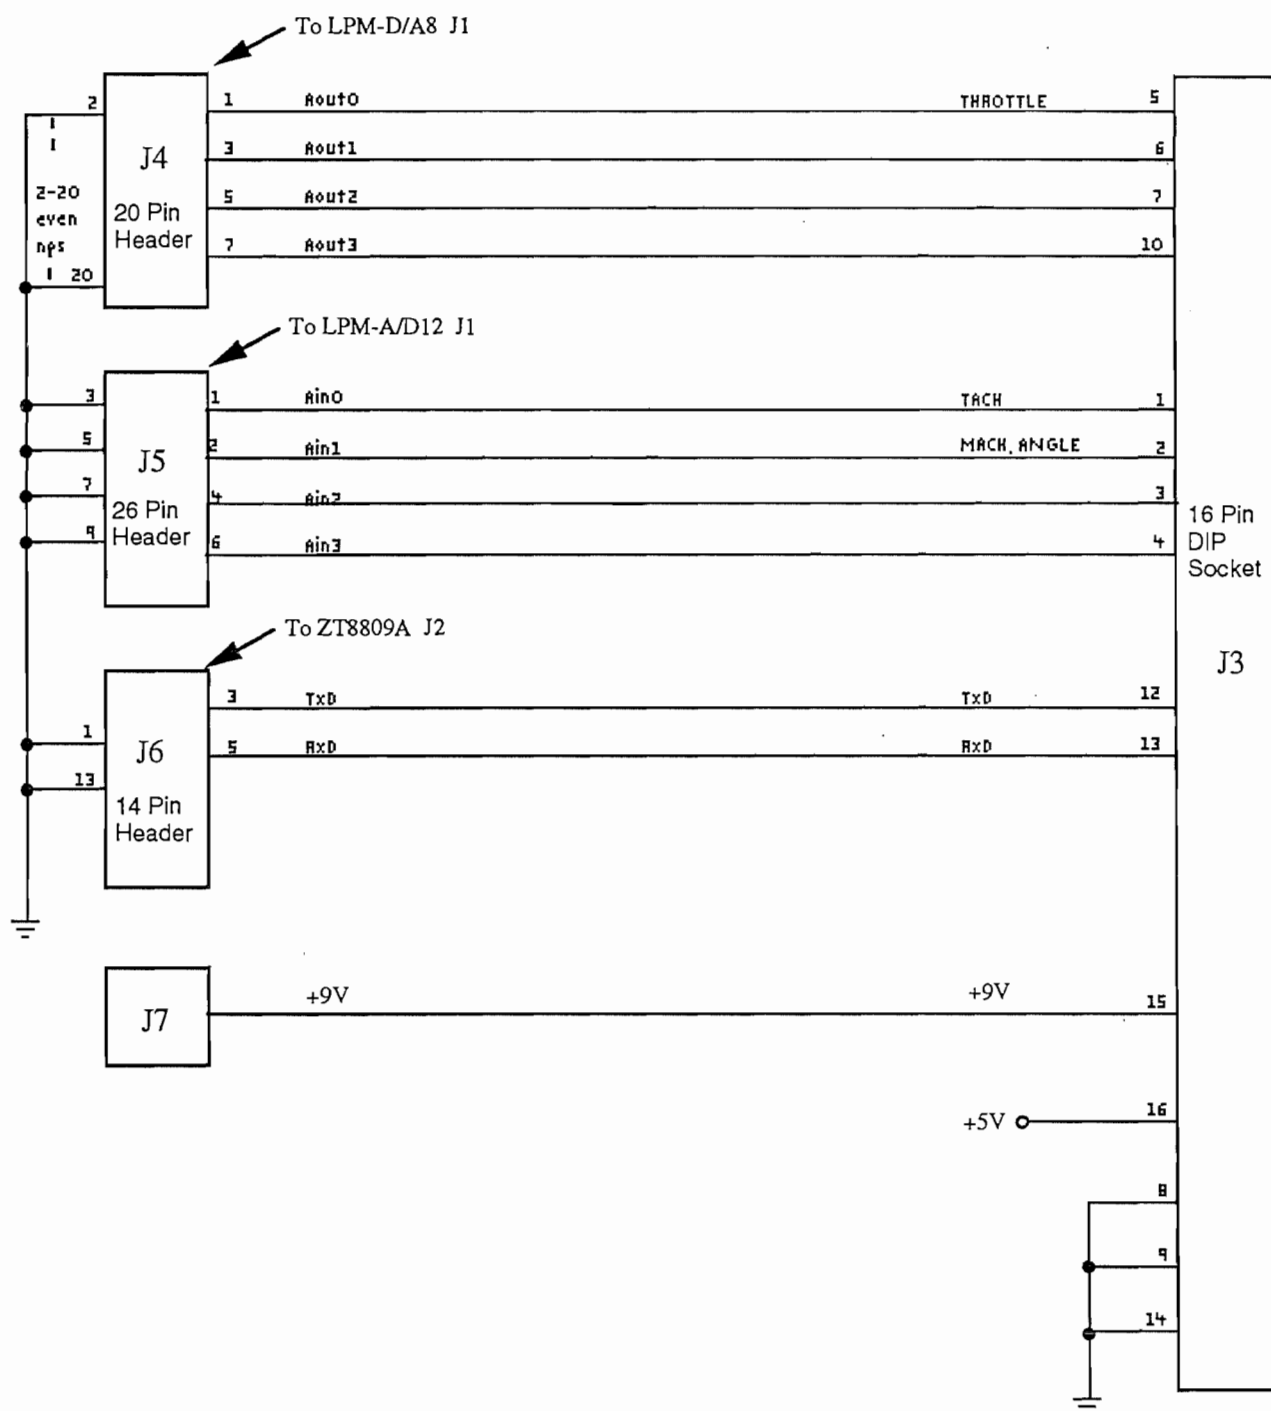 To LPM-D/A8 J1
2 1 Aout0 THROTTLE 5
J4
3 Aout1 6
2-20
even
nps
5 Aout2 7
20 Pin
Header
7 Aout3 10
20
To LPM-A/D12 J1
3 1 Ain0 TACH 1
5 2 Ain1 MACH. ANGLE 2
J5
7 4 Ain2 3
26 Pin
Header
9 6 Ain3 4
16 Pin
DIP
Socket
J3
To ZT8809A J2
3 TxD TxD 12
1 5 RxD RxD 13
J6
13
14 Pin
Header
J7
+9V +9V 15
+5V 16
8
9
14